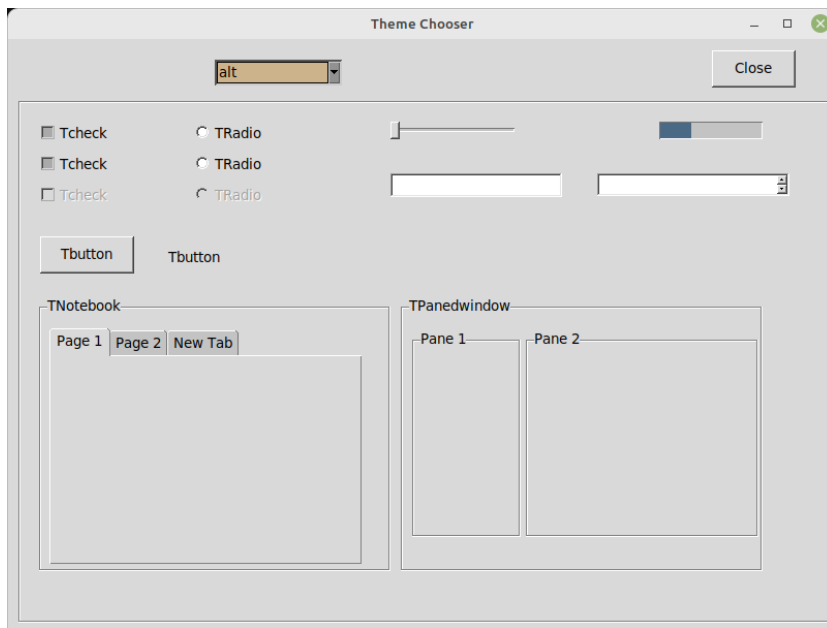 Theme Chooser
alt
Close
Tcheck
TRadio
Tcheck
TRadio
Tcheck
TRadio
Tbutton
Tbutton
TNotebook
TPanedwindow
Page 1
Page 2
New Tab
Pane 1
Pane 2